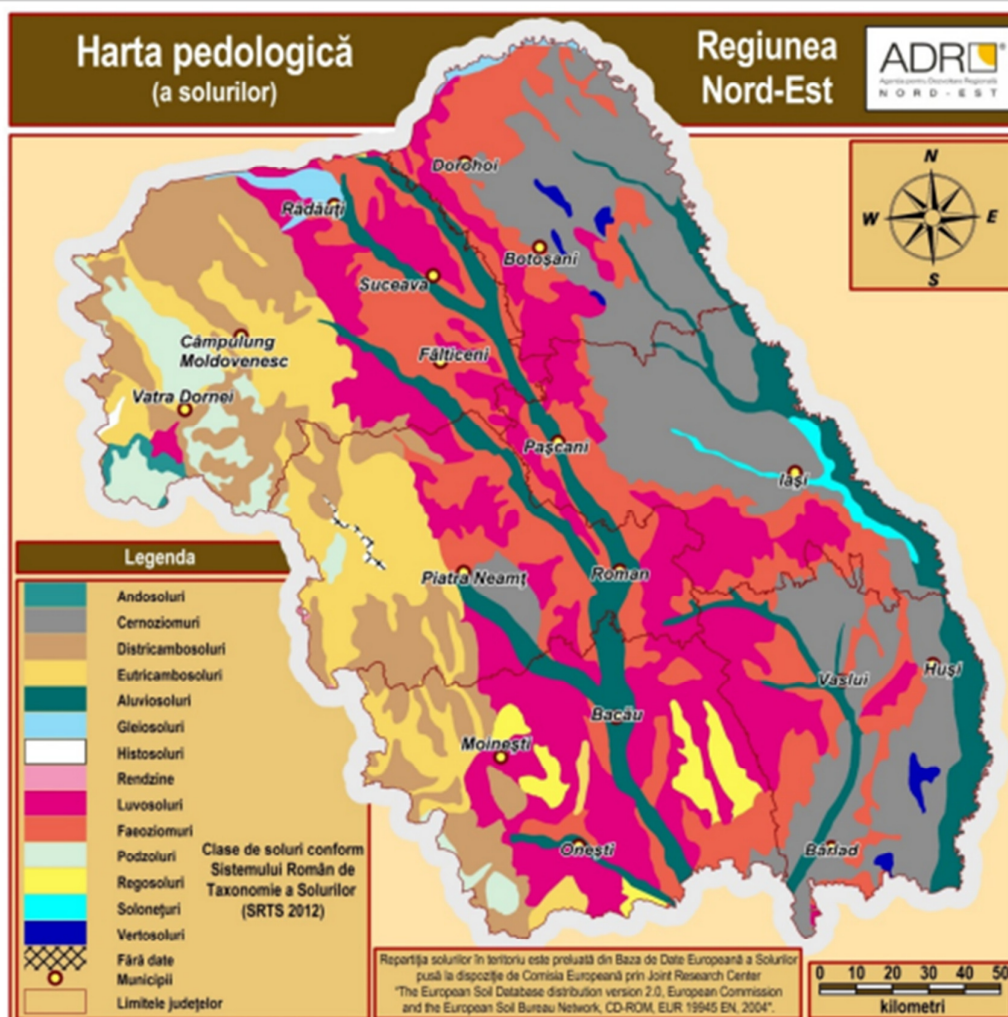 Harta pedologică
(a solurilor)
Regiunea
Nord-Est
ADR
Agenția pentru Dezvoltare Regională
NORD-EST
N
W
E
S
Dorohoi
Rădăuți
Botoșani
Suceava
Câmpulung
Moldovenesc
Fălticeni
Vatra Dornei
Pașcani
Iași
Piatra Neamț
Roman
Vaslui
Huși
Bacău
Moinești
Onești
Bârlad
Legenda
Andosoluri
Cernoziomuri
Districambosoluri
Eutricambosoluri
Aluviosoluri
Gleiosoluri
Histosoluri
Rendzine
Luvosoluri
Faeoziomuri
Podzoluri
Regosoluri
Solonețuri
Vertosoluri
Fără date
Municipii
Limitele județelor
Clase de soluri conform
Sistemului Român de
Taxonomie a Solurilor
(SRTS 2012)
Repartiția solurilor în teritoriu este preluată din Baza de Date Europeană a Solurilor
pusă la dispoziție de Comisia Europeană prin Joint Research Center
"The European Soil Database distribution version 2.0, European Commission
and the European Soil Bureau Network, CD-ROM, EUR 19945 EN, 2004".
0 10 20 30 40 50
kilometri